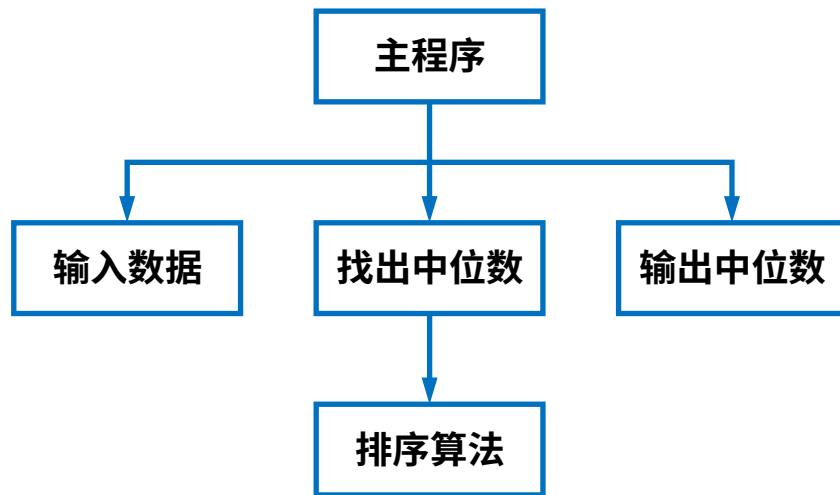 主程序
输入数据
找出中位数
输出中位数
排序算法